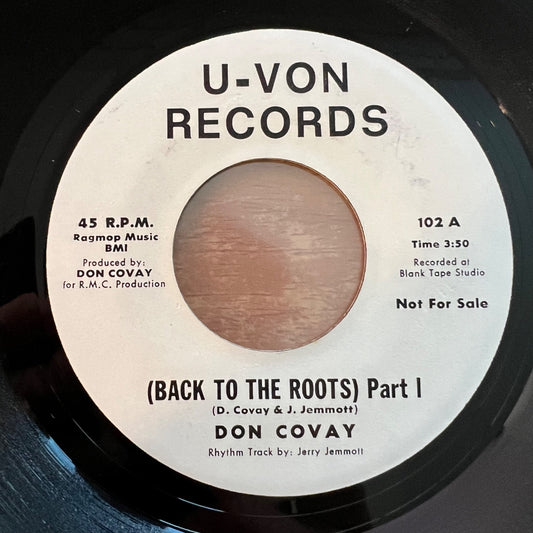 U-VON
RECORDS
45 R.P.M.
Ragmop Music
BMI
Produced by:
DON COVAY
for R.M.C. Production
102 A
Time 3:50
Recorded at
Blank Tape Studio
Not For Sale
(BACK TO THE ROOTS) Part I
(D. Covay & J. Jemmott)
DON COVAY
Rhythm Track by: Jerry Jemmott